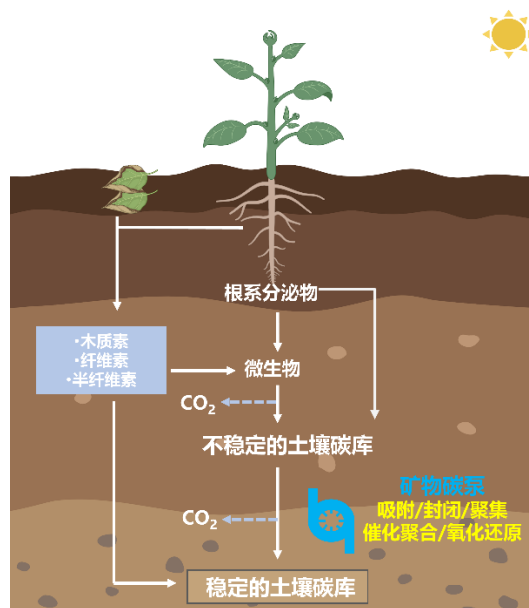 根系分泌物
·木质素
·纤维素
·半纤维素
微生物
CO₂
不稳定的土壤碳库
矿物碳泵
吸附/封闭/聚集
催化聚合/氧化还原
CO₂
稳定的土壤碳库